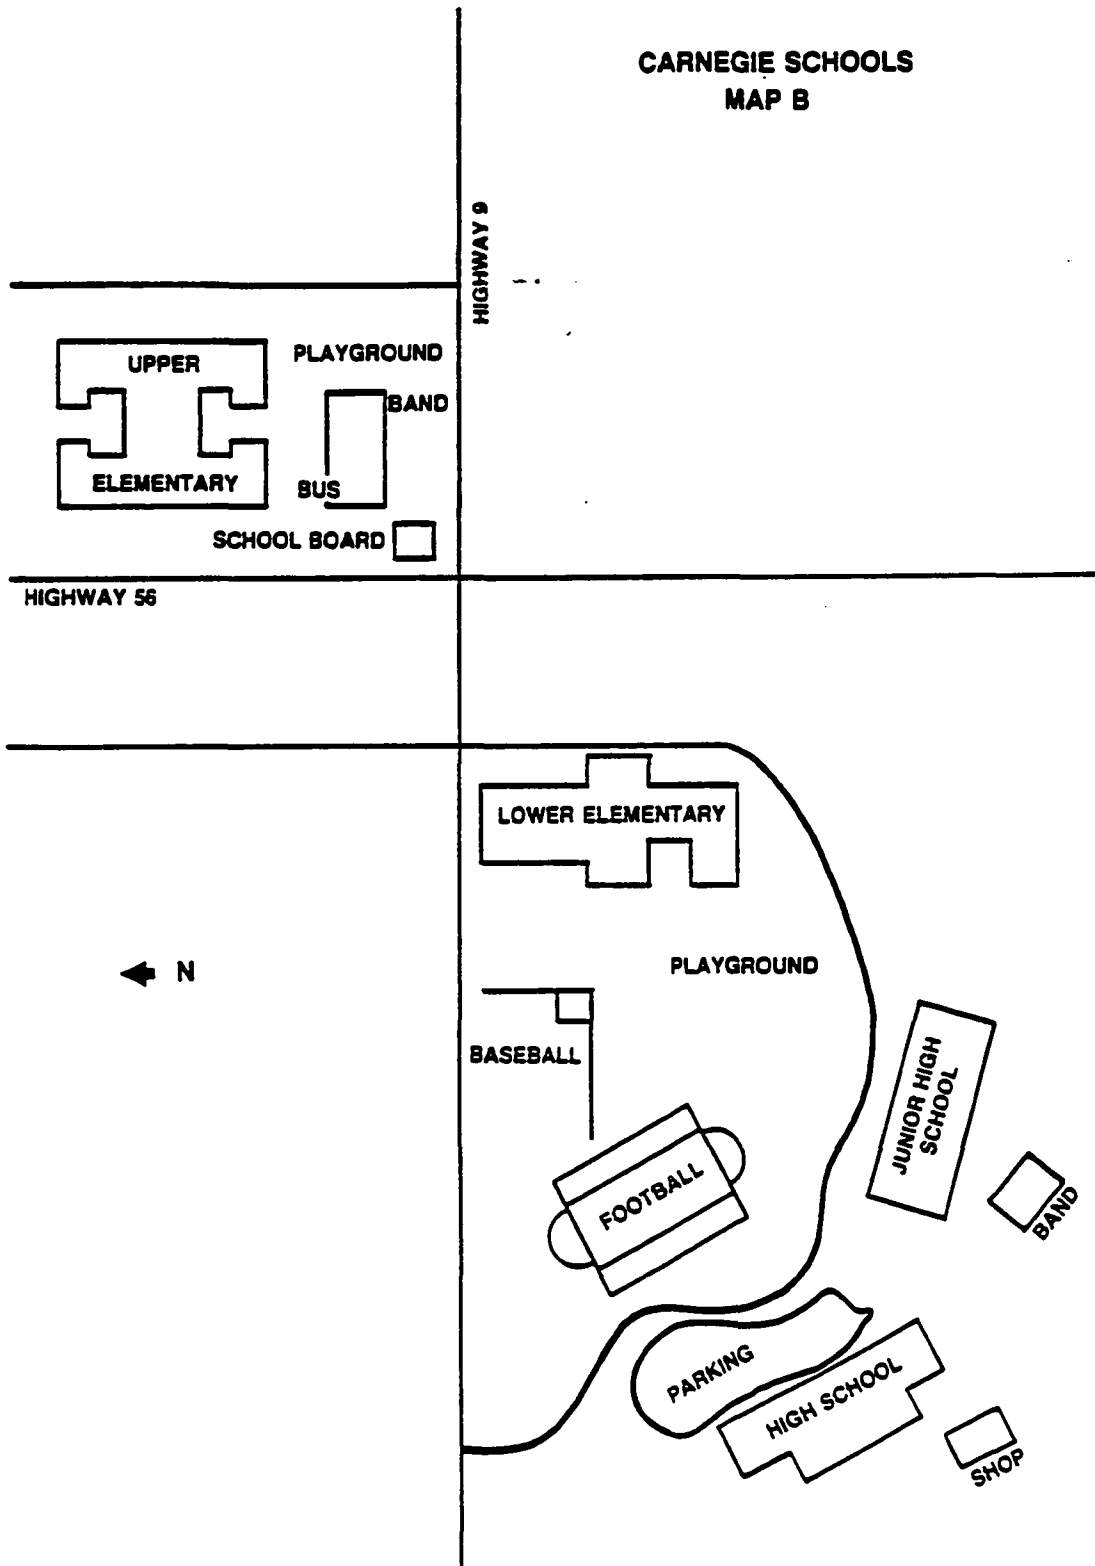 CARNEGIE SCHOOLS
MAP B
HIGHWAY 9
UPPER
PLAYGROUND
BAND
ELEMENTARY
BUS
SCHOOL BOARD
HIGHWAY 56
LOWER ELEMENTARY
N
PLAYGROUND
BASEBALL
JUNIOR HIGH
SCHOOL
FOOTBALL
BAND
PARKING
HIGH SCHOOL
SHOP